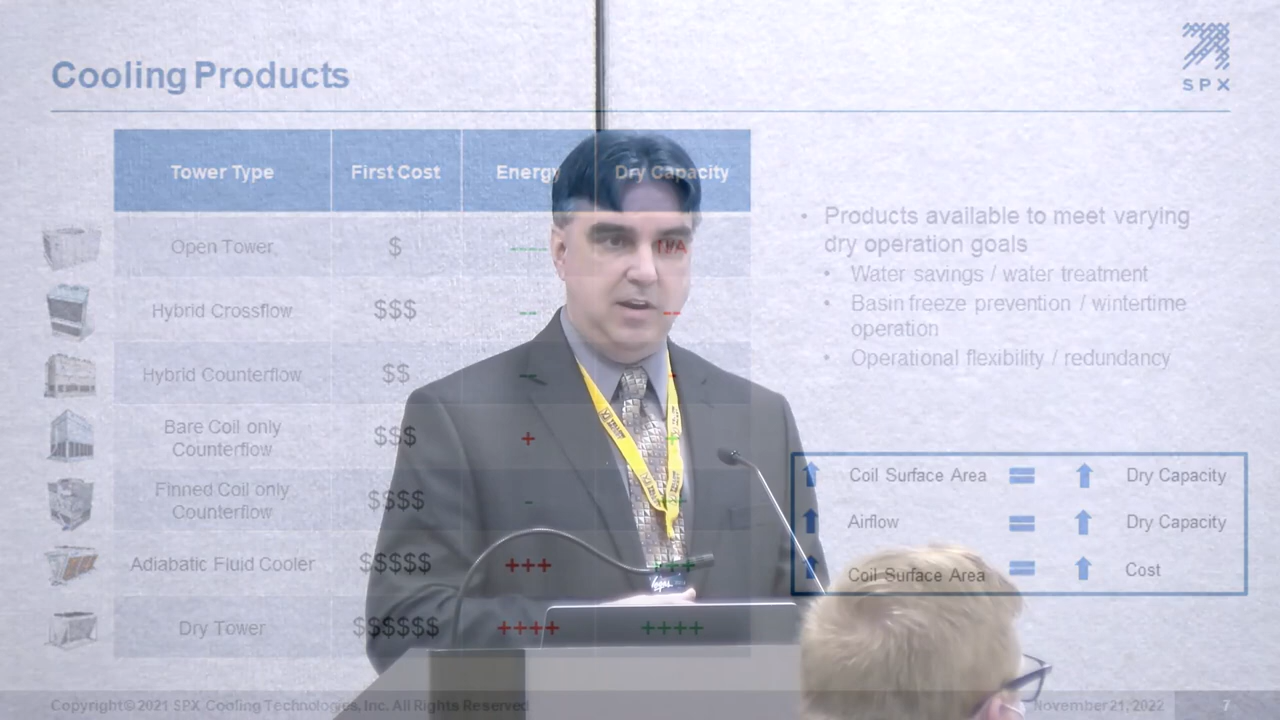 Cooling Products
SPX
Tower Type First Cost Energy Dry Capacity
Open Tower $ N/A
Hybrid Crossflow $$$ --
Hybrid Counterflow $$ -
Bare Coil only
Counterflow $$$ + +
Finned Coil only
Counterflow $$$$ -
Adiabatic Fluid Cooler $$$$$ +++ +++
Dry Tower $$$$$$ ++++ ++++
• Products available to meet varying
dry operation goals
• Water savings / water treatment
• Basin freeze prevention / wintertime
operation
• Operational flexibility / redundancy
Coil Surface Area = Dry Capacity
Airflow = Dry Capacity
Coil Surface Area = Cost
Copyright © 2021 SPX Cooling Technologies, Inc. All Rights Reserved
November 21, 2022
7